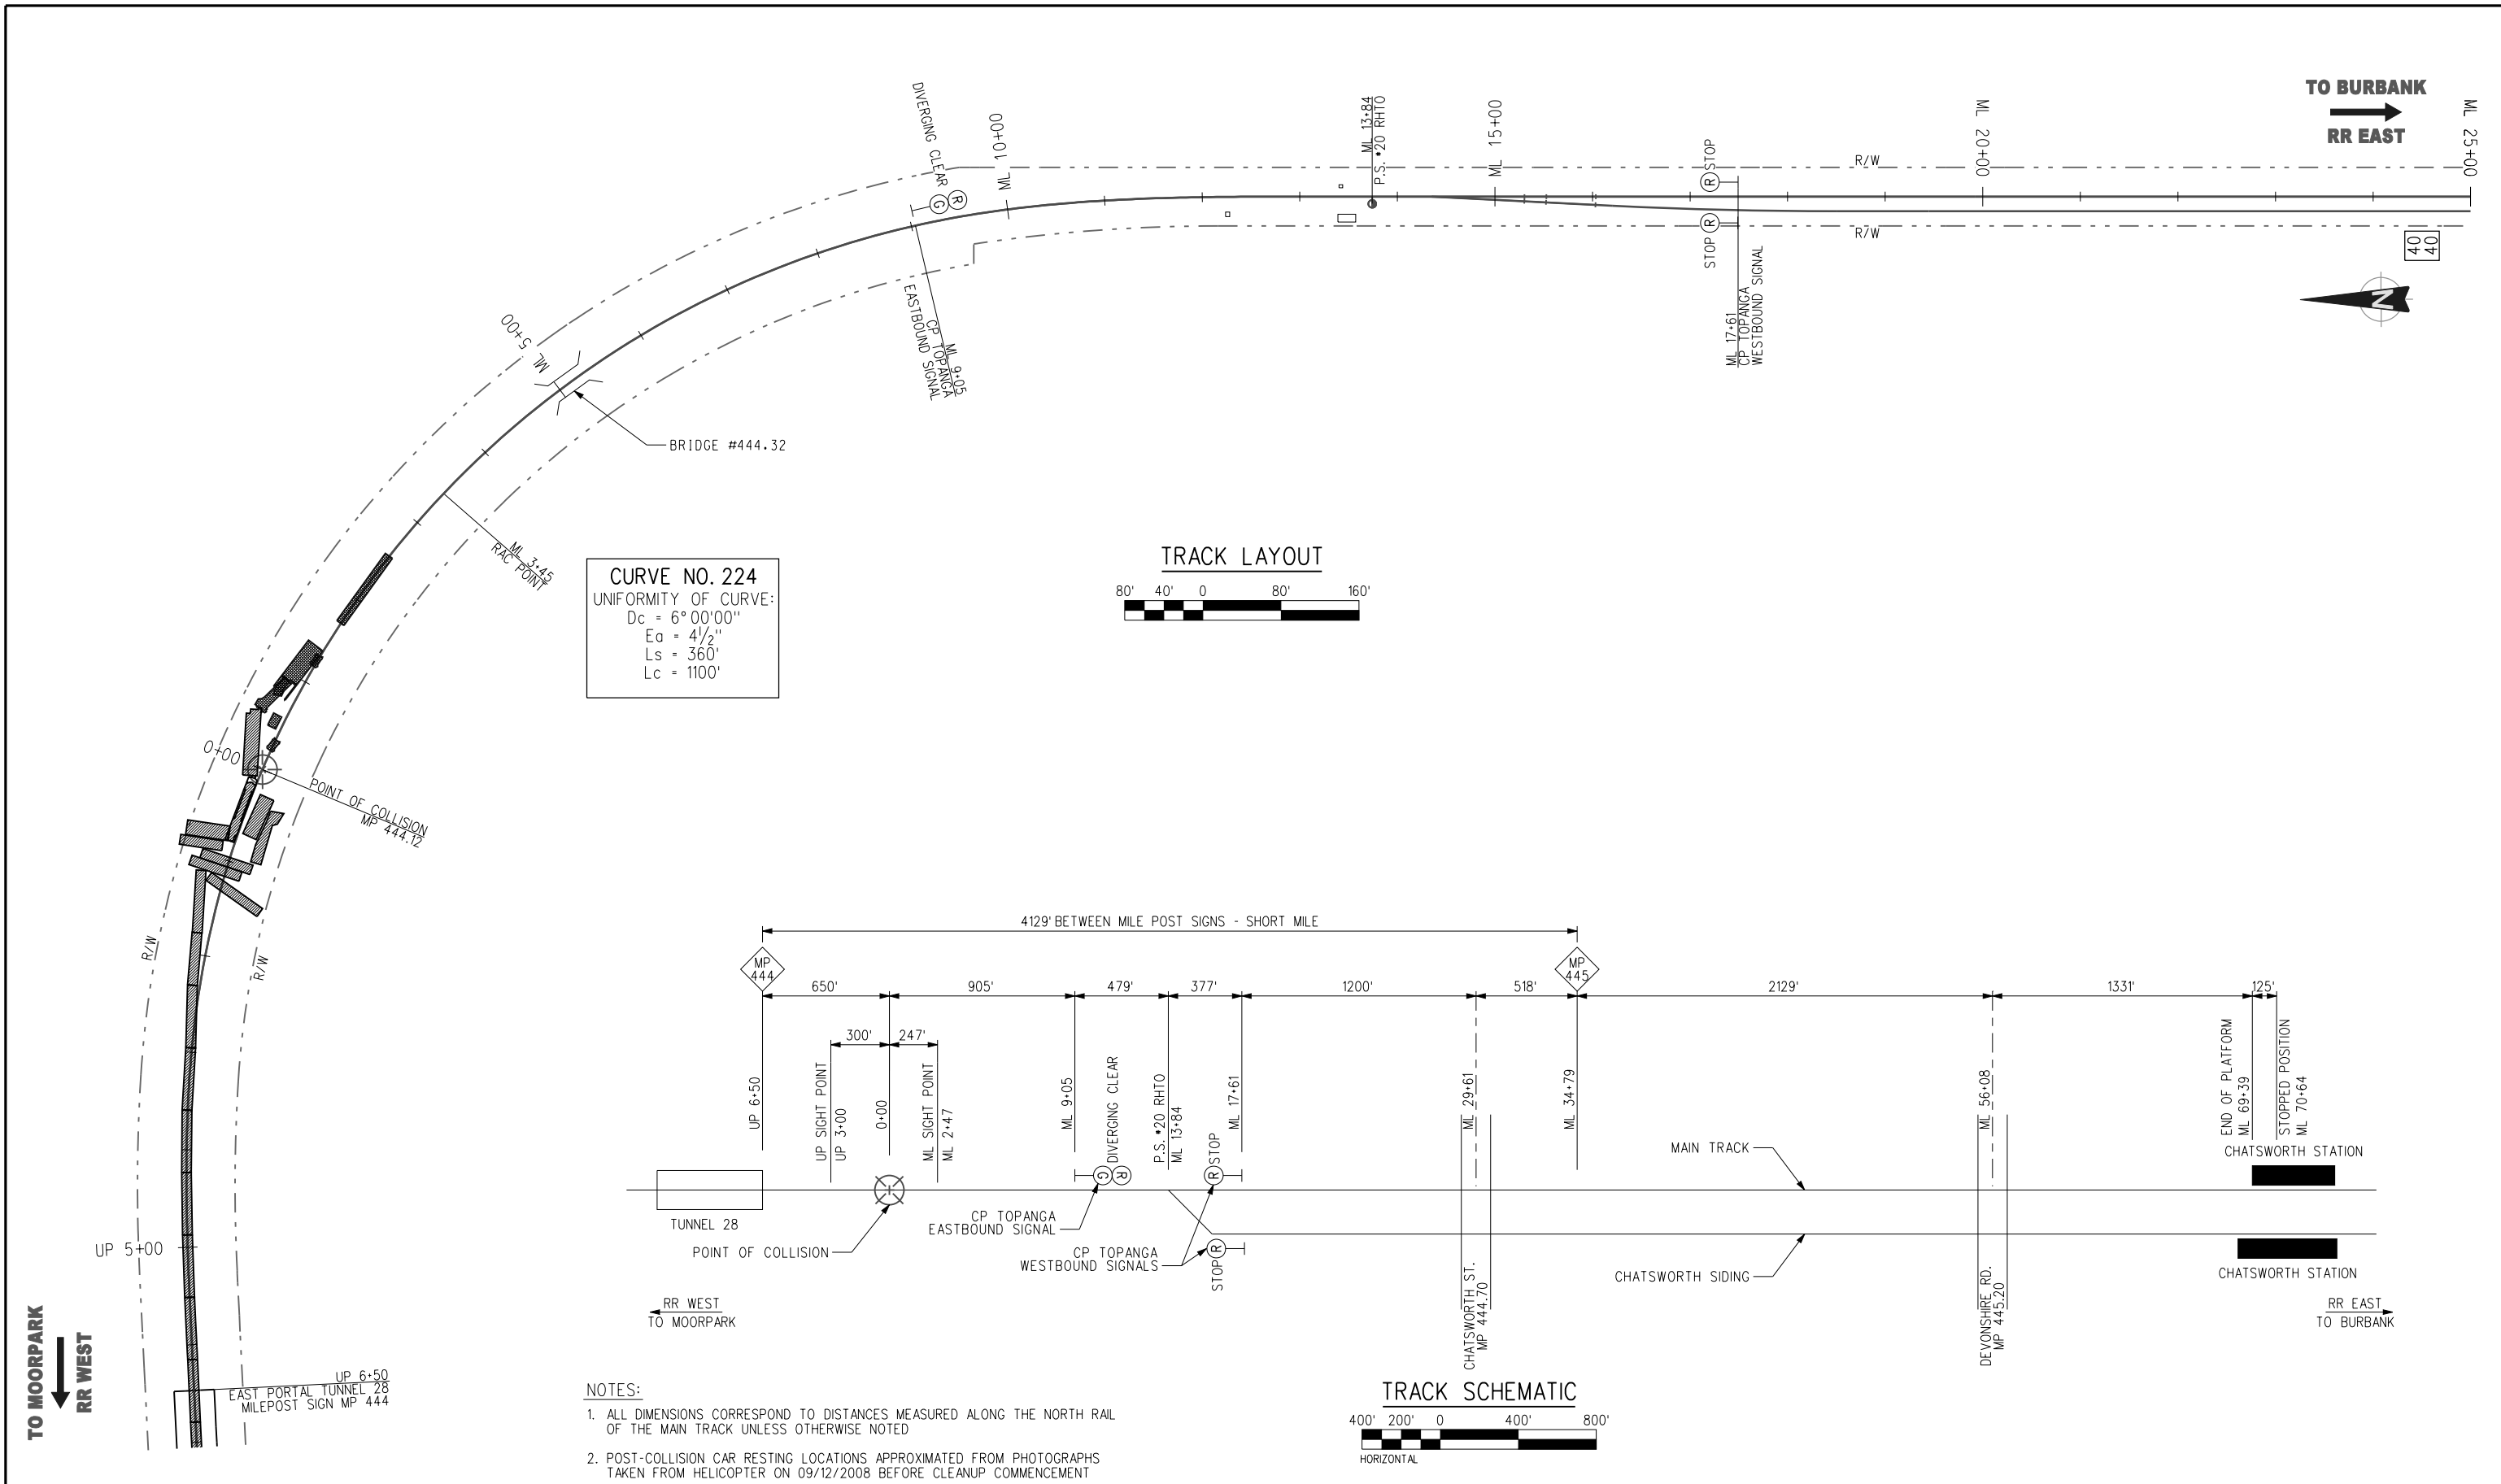 TO BURBANK
RR EAST
DIVERGING CLEAR
G
R
ML 10+00
ML 13+84
P.S. #20 RHTO
ML 15+00
R STOP
STOP R
ML 20+00
ML 25+00
R/W
R/W
40
40
N
ML 17+61
CP TOPANGA
WESTBOUND SIGNAL
ML 9+05
CP TOPANGA
EASTBOUND SIGNAL
ML 5+00
BRIDGE #444.32
ML 3+45
RAC POINT
CURVE NO. 224
UNIFORMITY OF CURVE:
Dc = 6° 00'00"
Ea = 4 1/2"
Ls = 360'
Lc = 1100'
TRACK LAYOUT
80' 40' 0 80' 160'
0+00
POINT OF COLLISION
MP 444.12
R/W
R/W
UP 5+00
TO MOORPARK
RR WEST
UP 6+50
EAST PORTAL TUNNEL 28
MILEPOST SIGN MP 444
4129' BETWEEN MILE POST SIGNS - SHORT MILE
MP
444
MP
445
650' 905' 479' 377' 1200' 518' 2129' 1331' 125'
300' 247'
UP 6+50
UP SIGHT POINT
UP 3+00
0+00
ML SIGHT POINT
ML 2+47
ML 9+05
DIVERGING CLEAR
G
R
P.S. #20 RHTO
ML 13+84
R STOP
ML 17+61
ML 29+61
ML 34+79
ML 56+08
END OF PLATFORM
ML 69+39
STOPPED POSITION
ML 70+64
MAIN TRACK
CHATSWORTH STATION
TUNNEL 28
POINT OF COLLISION
CP TOPANGA
EASTBOUND SIGNAL
CP TOPANGA
WESTBOUND SIGNALS
STOP R
CHATSWORTH ST.
MP 444.70
CHATSWORTH SIDING
DEVONSHIRE RD.
MP 445.20
CHATSWORTH STATION
RR WEST
TO MOORPARK
RR EAST
TO BURBANK
NOTES:
1. ALL DIMENSIONS CORRESPOND TO DISTANCES MEASURED ALONG THE NORTH RAIL
OF THE MAIN TRACK UNLESS OTHERWISE NOTED
2. POST-COLLISION CAR RESTING LOCATIONS APPROXIMATED FROM PHOTOGRAPHS
TAKEN FROM HELICOPTER ON 09/12/2008 BEFORE CLEANUP COMMENCEMENT
TRACK SCHEMATIC
400' 200' 0 400' 800'
HORIZONTAL